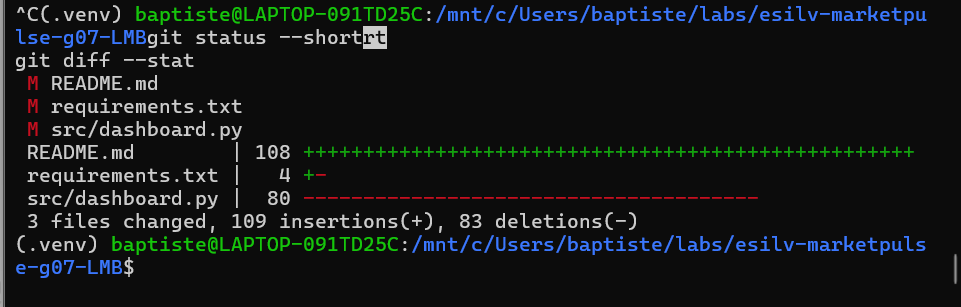 ^C(.venv) baptiste@LAPTOP-091TD25C:/mnt/c/Users/baptiste/labs/esilv-marketpu
lse-g07-LMBgit status --shortrt
git diff --stat
 M README.md
 M requirements.txt
 M src/dashboard.py
 README.md        | 108 +++++++++++++++++++++++++++++++++++++++++++++++++++
 requirements.txt |   4 +-
 src/dashboard.py |  80 --------------------------------------
 3 files changed, 109 insertions(+), 83 deletions(-)
(.venv) baptiste@LAPTOP-091TD25C:/mnt/c/Users/baptiste/labs/esilv-marketpuls
e-g07-LMB$